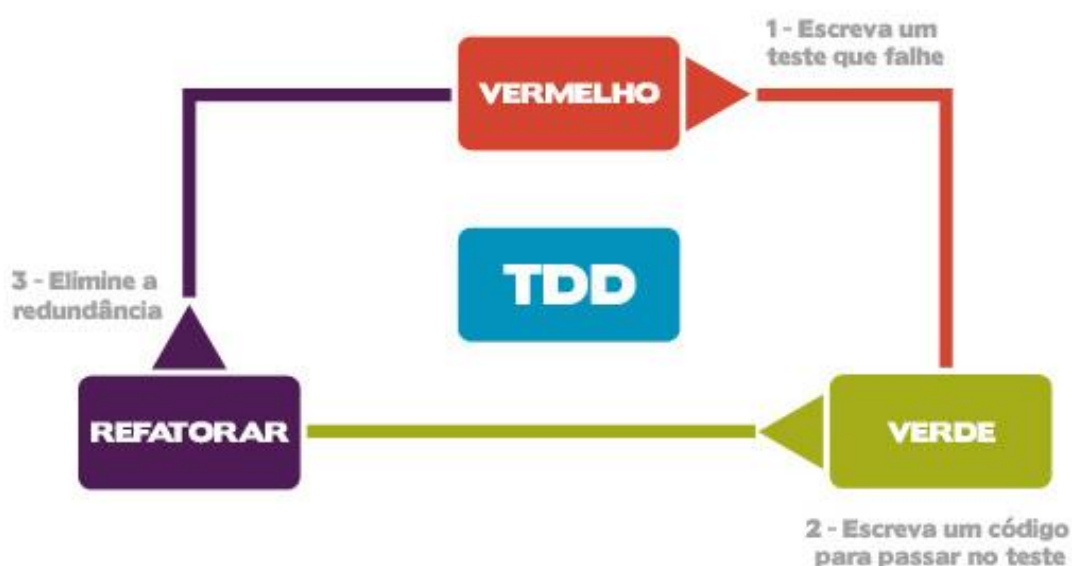 1 - Escreva um
teste que falhe
VERMELHO
TDD
3 - Elimine a
redundância
REFATORAR
VERDE
2 - Escreva um código
para passar no teste